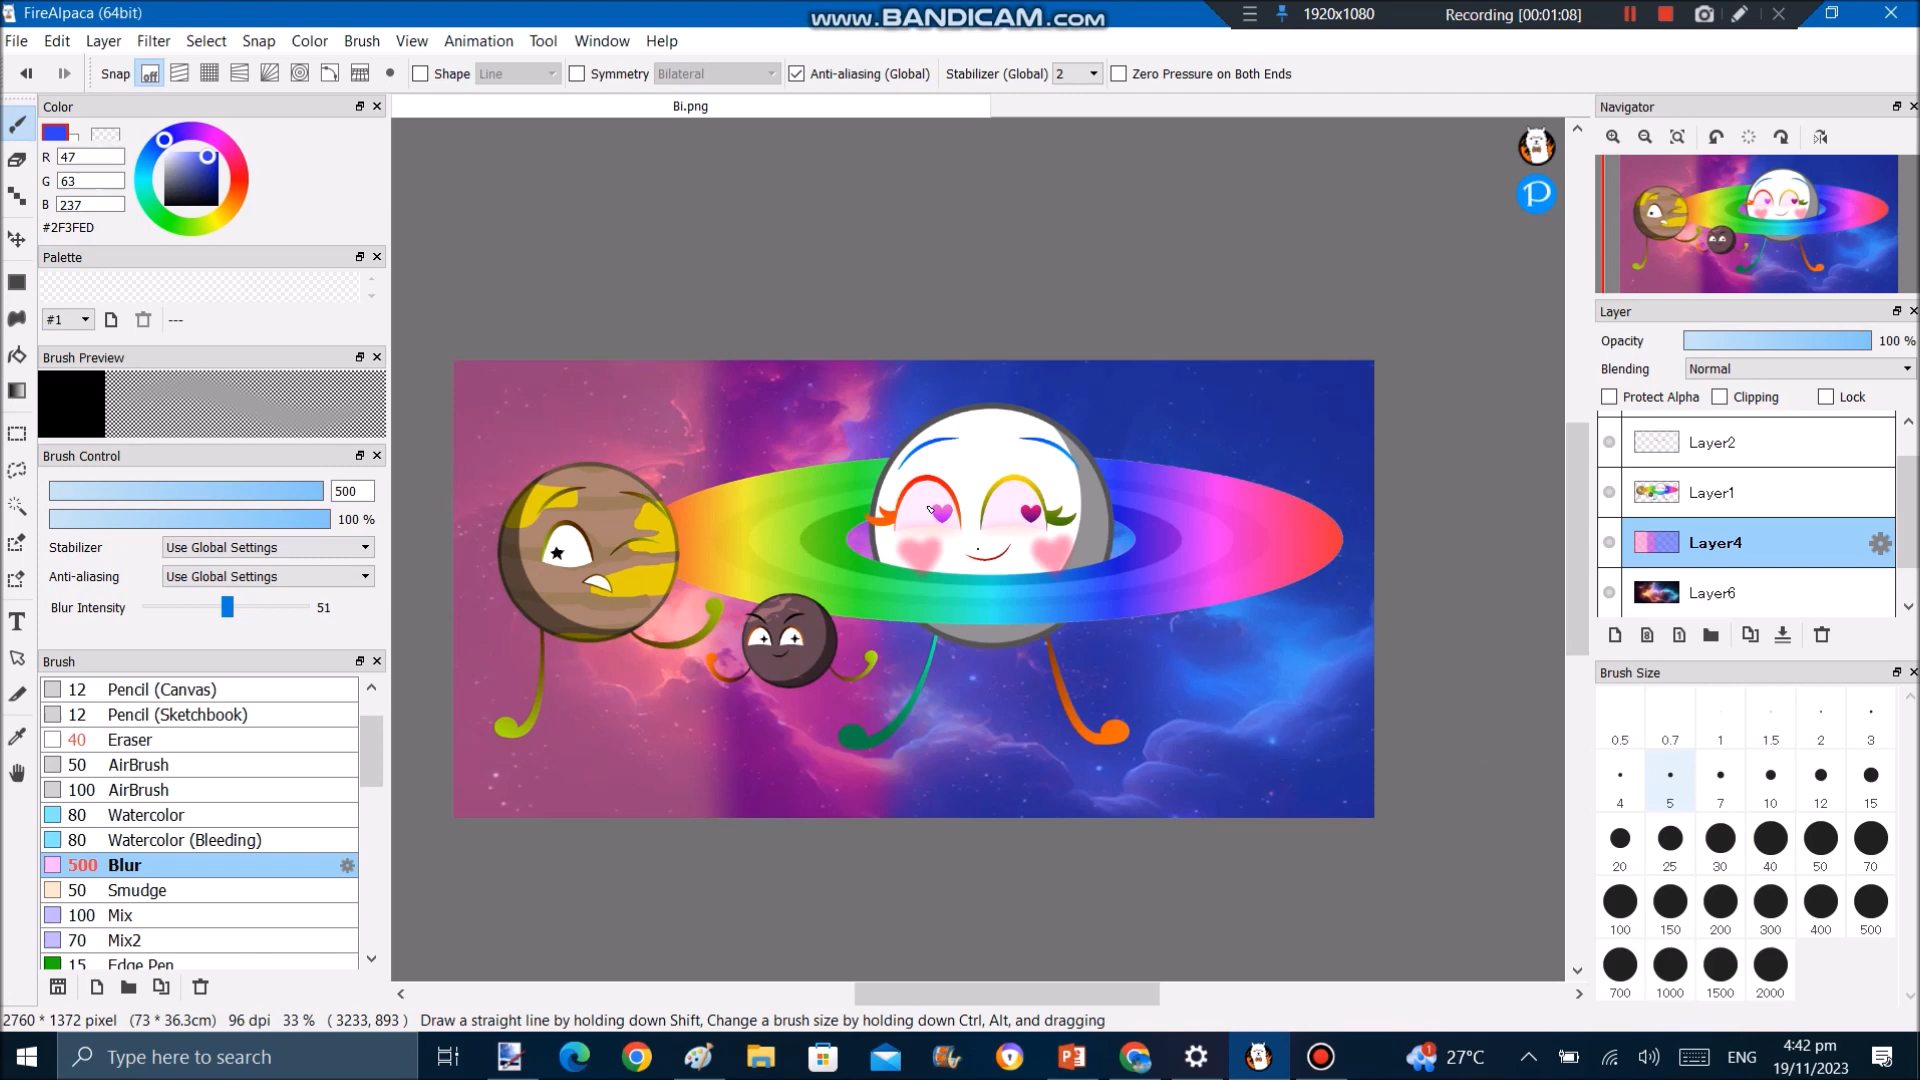 FireAlpaca (64bit)
www.BANDICAM.com
1920x1080
Recording [00:01:08]
File Edit Layer Filter Select Snap Color Brush View Animation Tool Window Help
Snap off Shape Line Symmetry Bilateral Anti-aliasing (Global) Stabilizer (Global) 2 Zero Pressure on Both Ends
Color
Bi.png
Navigator
R 47
G 63
B 237
#2F3FED
Palette
#1
---
Brush Preview
Brush Control
500
100 %
Stabilizer Use Global Settings
Anti-aliasing Use Global Settings
Blur Intensity 51
Brush
12 Pencil (Canvas)
12 Pencil (Sketchbook)
40 Eraser
50 AirBrush
100 AirBrush
80 Watercolor
80 Watercolor (Bleeding)
500 Blur
50 Smudge
100 Mix
70 Mix2
15 Edge Pen
P
Layer
Opacity 100 %
Blending Normal
Protect Alpha Clipping Lock
Layer2
Layer1
Layer4
Layer6
Brush Size
0.5 0.7 1 1.5 2 3
4 5 7 10 12 15
20 25 30 40 50 70
100 150 200 300 400 500
700 1000 1500 2000
2760 * 1372 pixel (73 * 36.3cm) 96 dpi 33 % ( 3233, 893 ) Draw a straight line by holding down Shift, Change a brush size by holding down Ctrl, Alt, and dragging
Type here to search
27°C
ENG
4:42 pm
19/11/2023